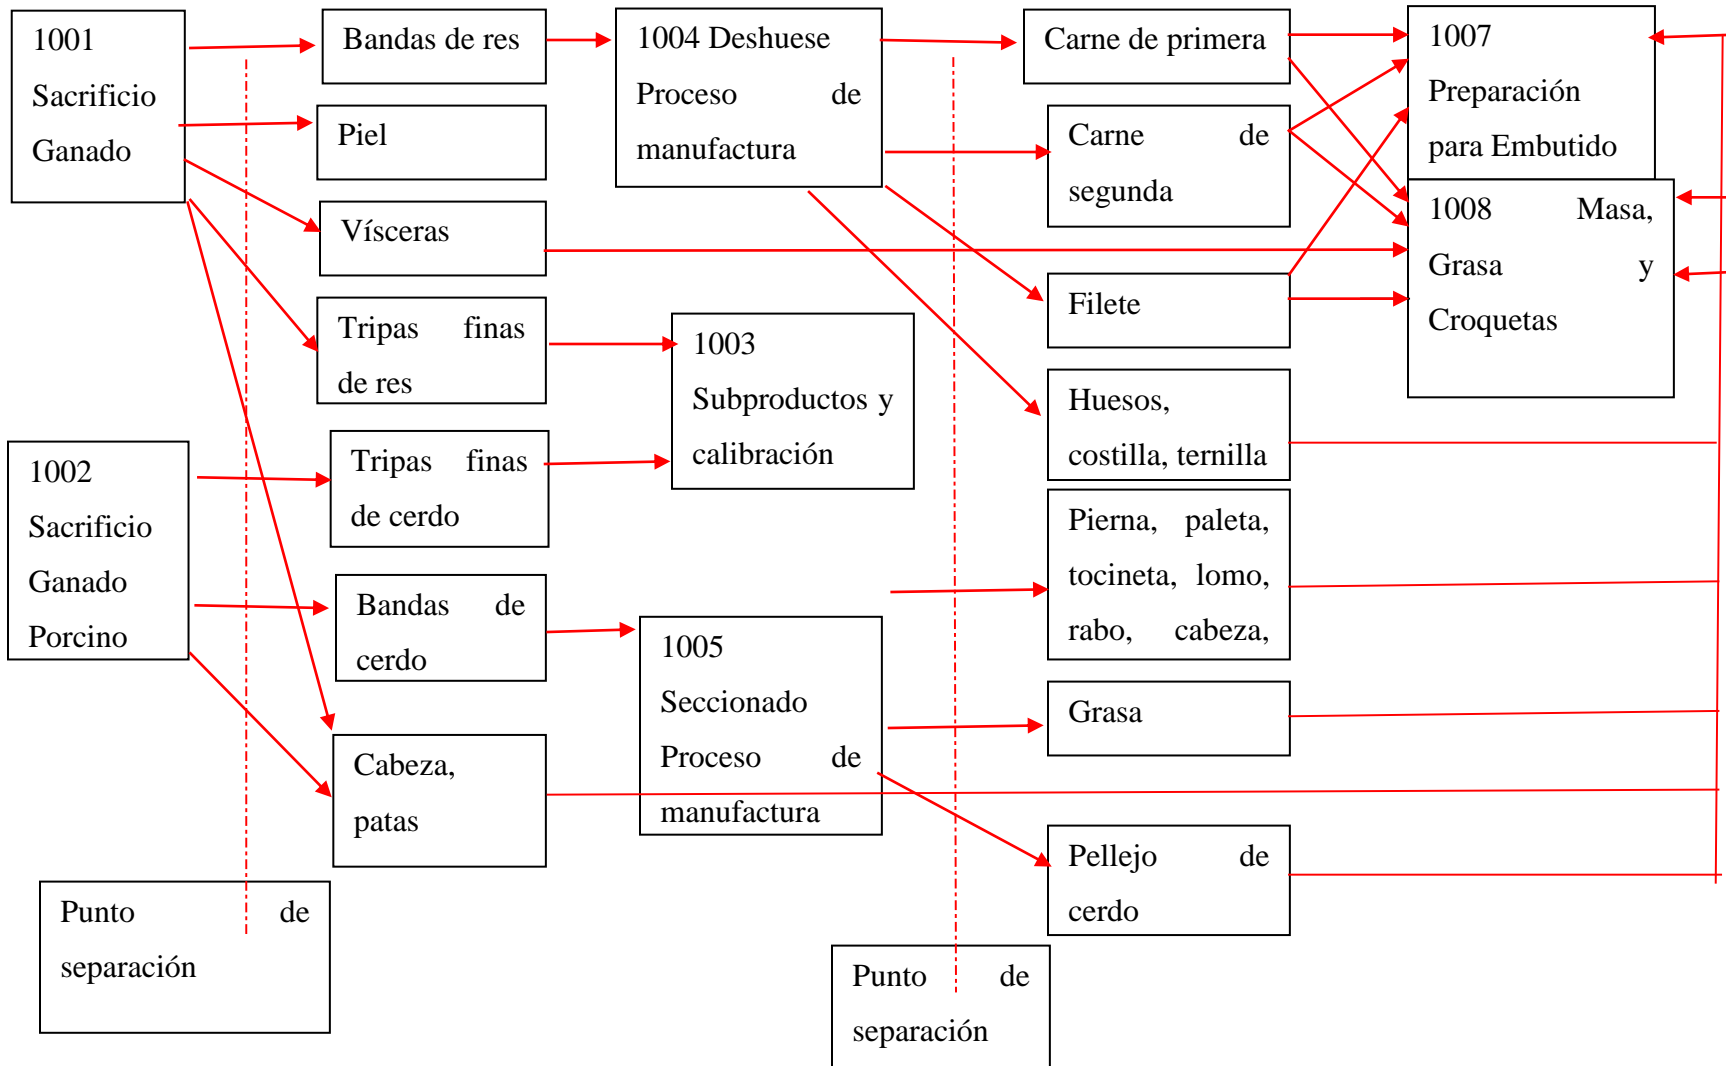 1001
Sacrificio
Ganado
Bandas de res
Piel
Vísceras
Tripas finas
de res
1002
Sacrificio
Ganado
Porcino
Tripas finas
de cerdo
Bandas de
cerdo
Cabeza,
patas
Punto de
separación
1004 Deshuese
Proceso de
manufactura
1003
Subproductos y
calibración
1005
Seccionado
Proceso de
manufactura
Carne de primera
Carne de
segunda
Filete
Huesos,
costilla, ternilla
Pierna, paleta,
tocineta, lomo,
rabo, cabeza,
Grasa
Pellejo de
cerdo
Punto de
separación
1007
Preparación
para Embutido
1008 Masa,
Grasa y
Croquetas